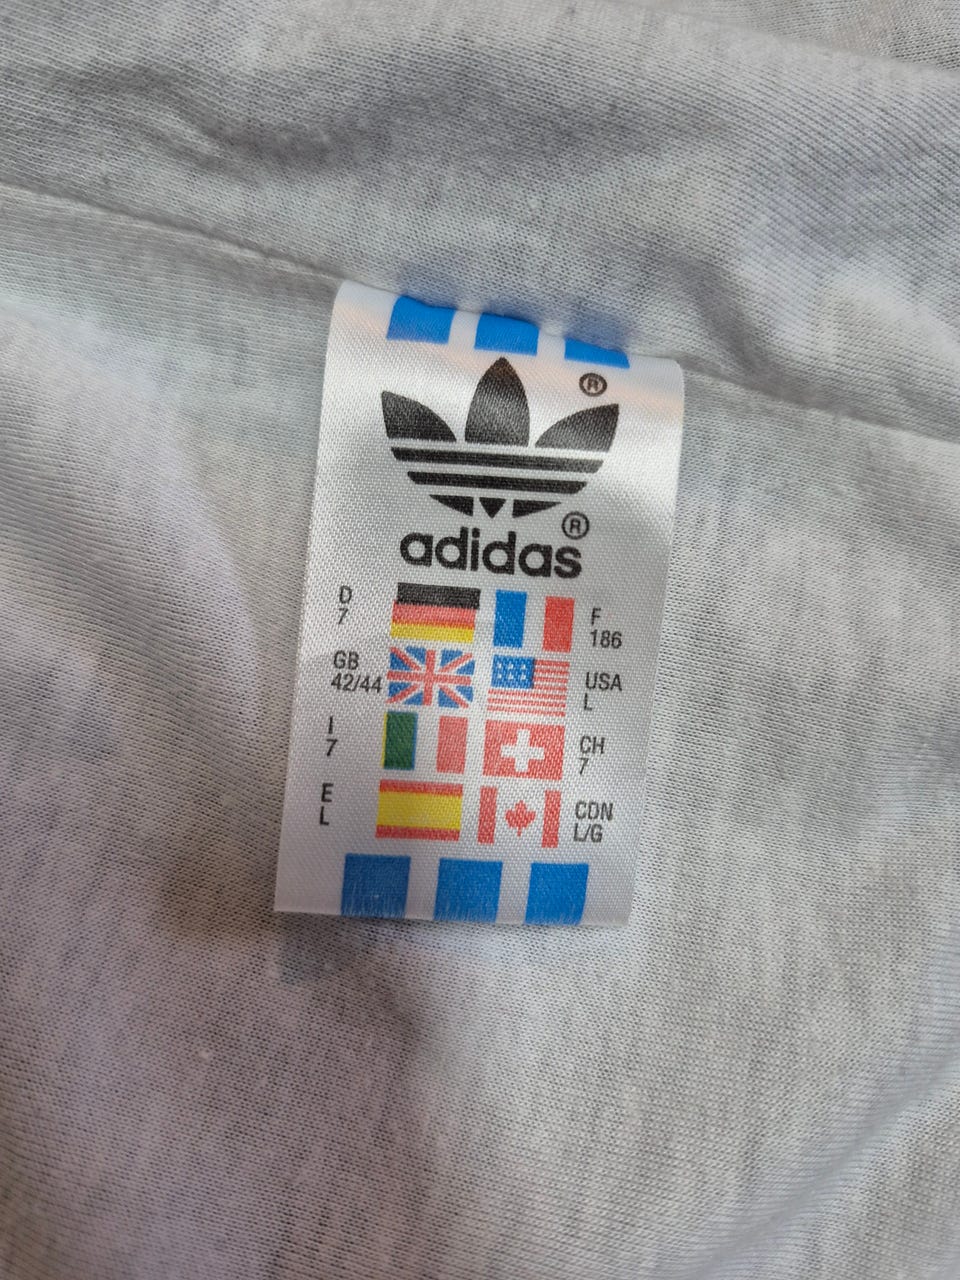 ®
®
adidas
D
7
F
186
GB
42/44
USA
L
I
7
CH
7
E
L
CDN
L/G